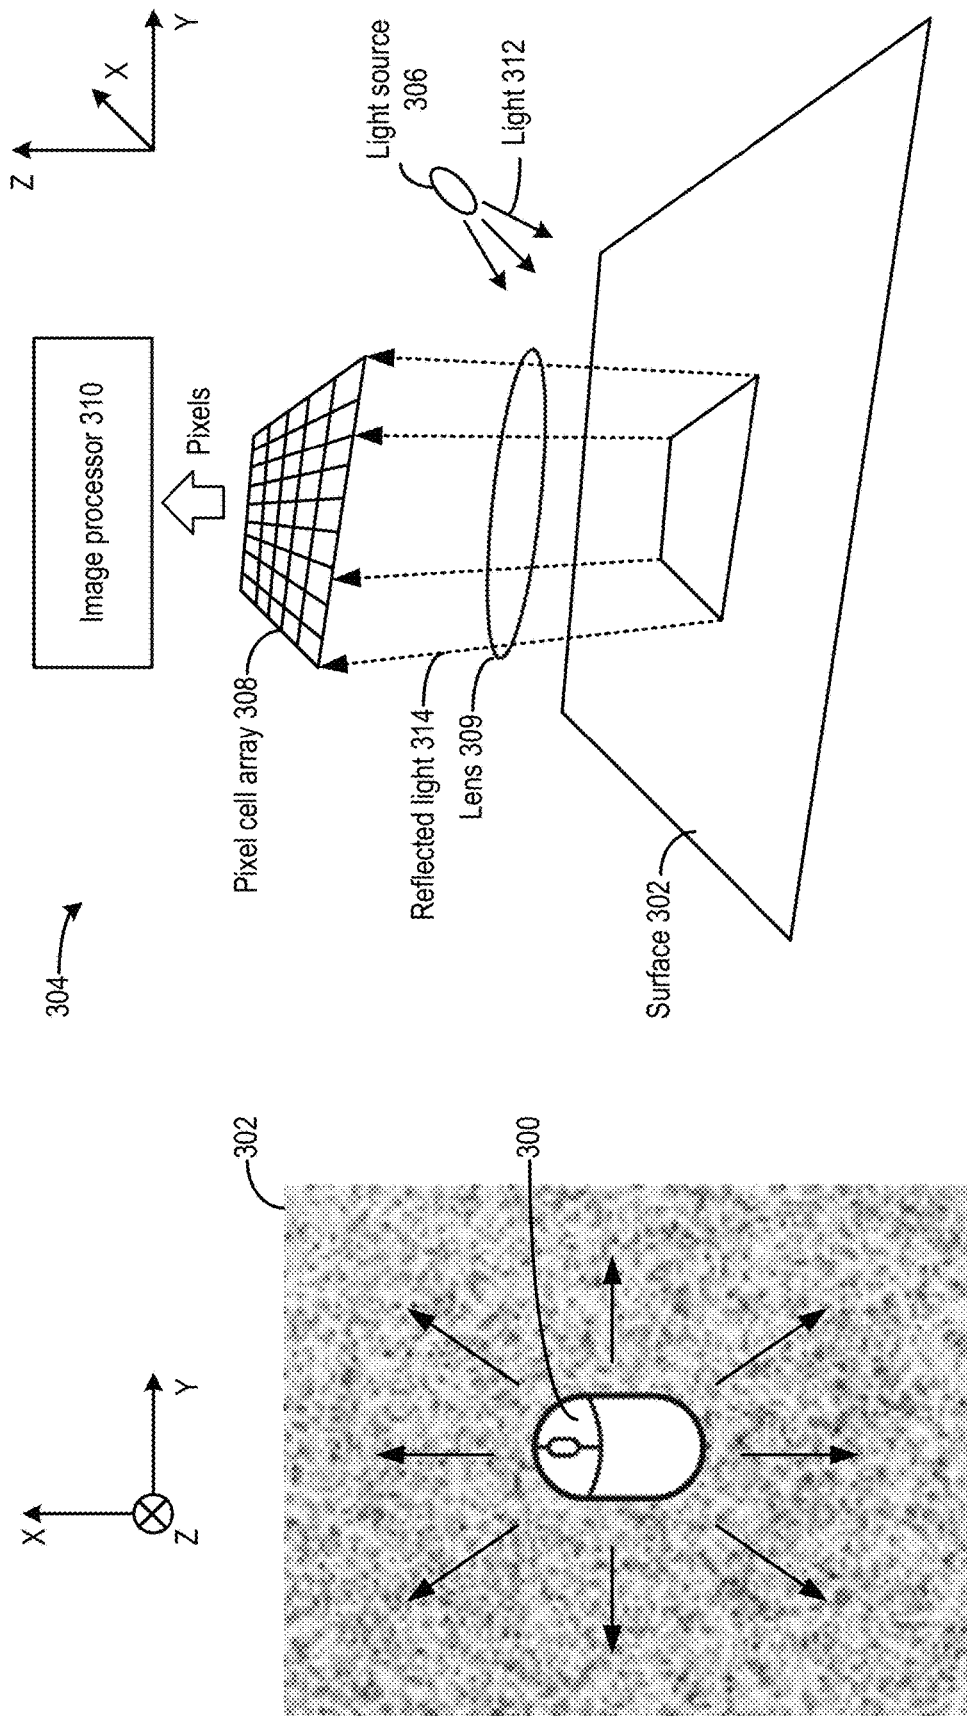 X
Y
Z
302
300
304
Image processor 310
Pixels
Pixel cell array 308
Reflected light 314
Lens 309
Surface 302
Z
X
Y
Light source
306
Light 312